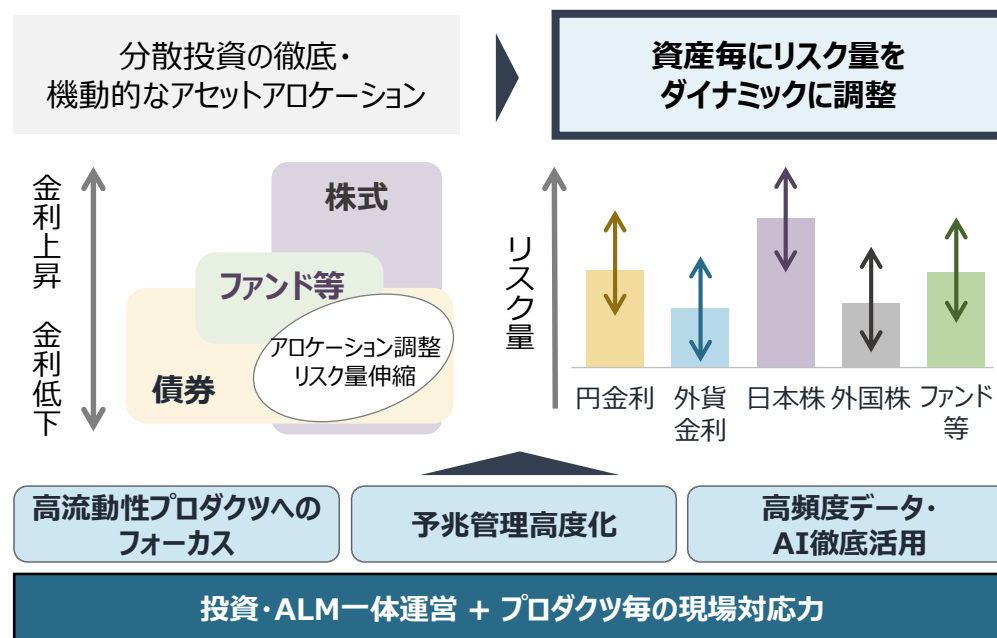 分散投資の徹底・
機動的なアセットアロケーション
資産毎にリスク量を
ダイナミックに調整
金利上昇
金利低下
株式
ファンド等
債券
アロケーション調整
リスク量伸縮
リスク量
円金利
外貨
金利
日本株
外国株
ファンド
等
高流動性プロダクツへの
フォーカス
予兆管理高度化
高頻度データ・
AI徹底活用
投資・ALM一体運営 + プロダクツ毎の現場対応力